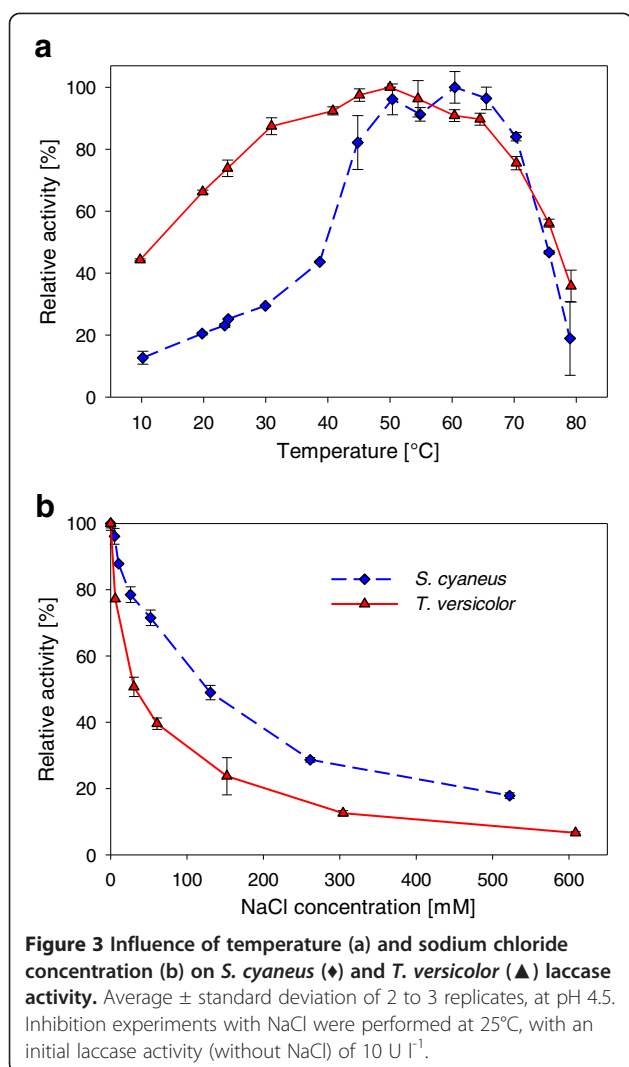 a
100
80
60
40
20
0
Relative activity [%]
10 20 30 40 50 60 70 80
Temperature [°C]
b
100
80
60
40
20
0
Relative activity [%]
S. cyaneus
T. versicolor
0 100 200 300 400 500 600
NaCl concentration [mM]
Figure 3 Influence of temperature (a) and sodium chloride
concentration (b) on S. cyaneus (♦) and T. versicolor (▲) laccase
activity. Average ± standard deviation of 2 to 3 replicates, at pH 4.5.
Inhibition experiments with NaCl were performed at 25°C, with an
initial laccase activity (without NaCl) of 10 U l⁻¹.